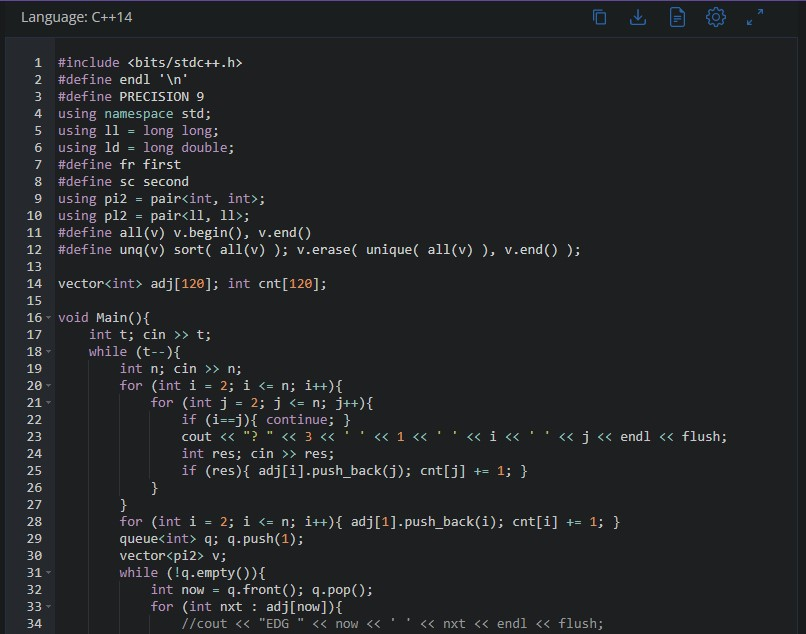 Language: C++14
1 #include <bits/stdc++.h>
2 #define endl '\n'
3 #define PRECISION 9
4 using namespace std;
5 using ll = long long;
6 using ld = long double;
7 #define fr first
8 #define sc second
9 using pi2 = pair<int, int>;
10 using pl2 = pair<ll, ll>;
11 #define all(v) v.begin(), v.end()
12 #define unq(v) sort( all(v) ); v.erase( unique( all(v) ), v.end() );
13
14 vector<int> adj[120]; int cnt[120];
15
16 void Main(){
17     int t; cin >> t;
18     while (t--){
19         int n; cin >> n;
20         for (int i = 2; i <= n; i++){
21             for (int j = 2; j <= n; j++){
22                 if (i==j){ continue; }
23                 cout << "? " << 3 << ' ' << 1 << ' ' << i << ' ' << j << endl << flush;
24                 int res; cin >> res;
25                 if (res){ adj[i].push_back(j); cnt[j] += 1; }
26             }
27         }
28         for (int i = 2; i <= n; i++){ adj[1].push_back(i); cnt[i] += 1; }
29         queue<int> q; q.push(1);
30         vector<pi2> v;
31         while (!q.empty()){
32             int now = q.front(); q.pop();
33             for (int nxt : adj[now]){
34                 //cout << "EDG " << now << ' ' << nxt << endl << flush;